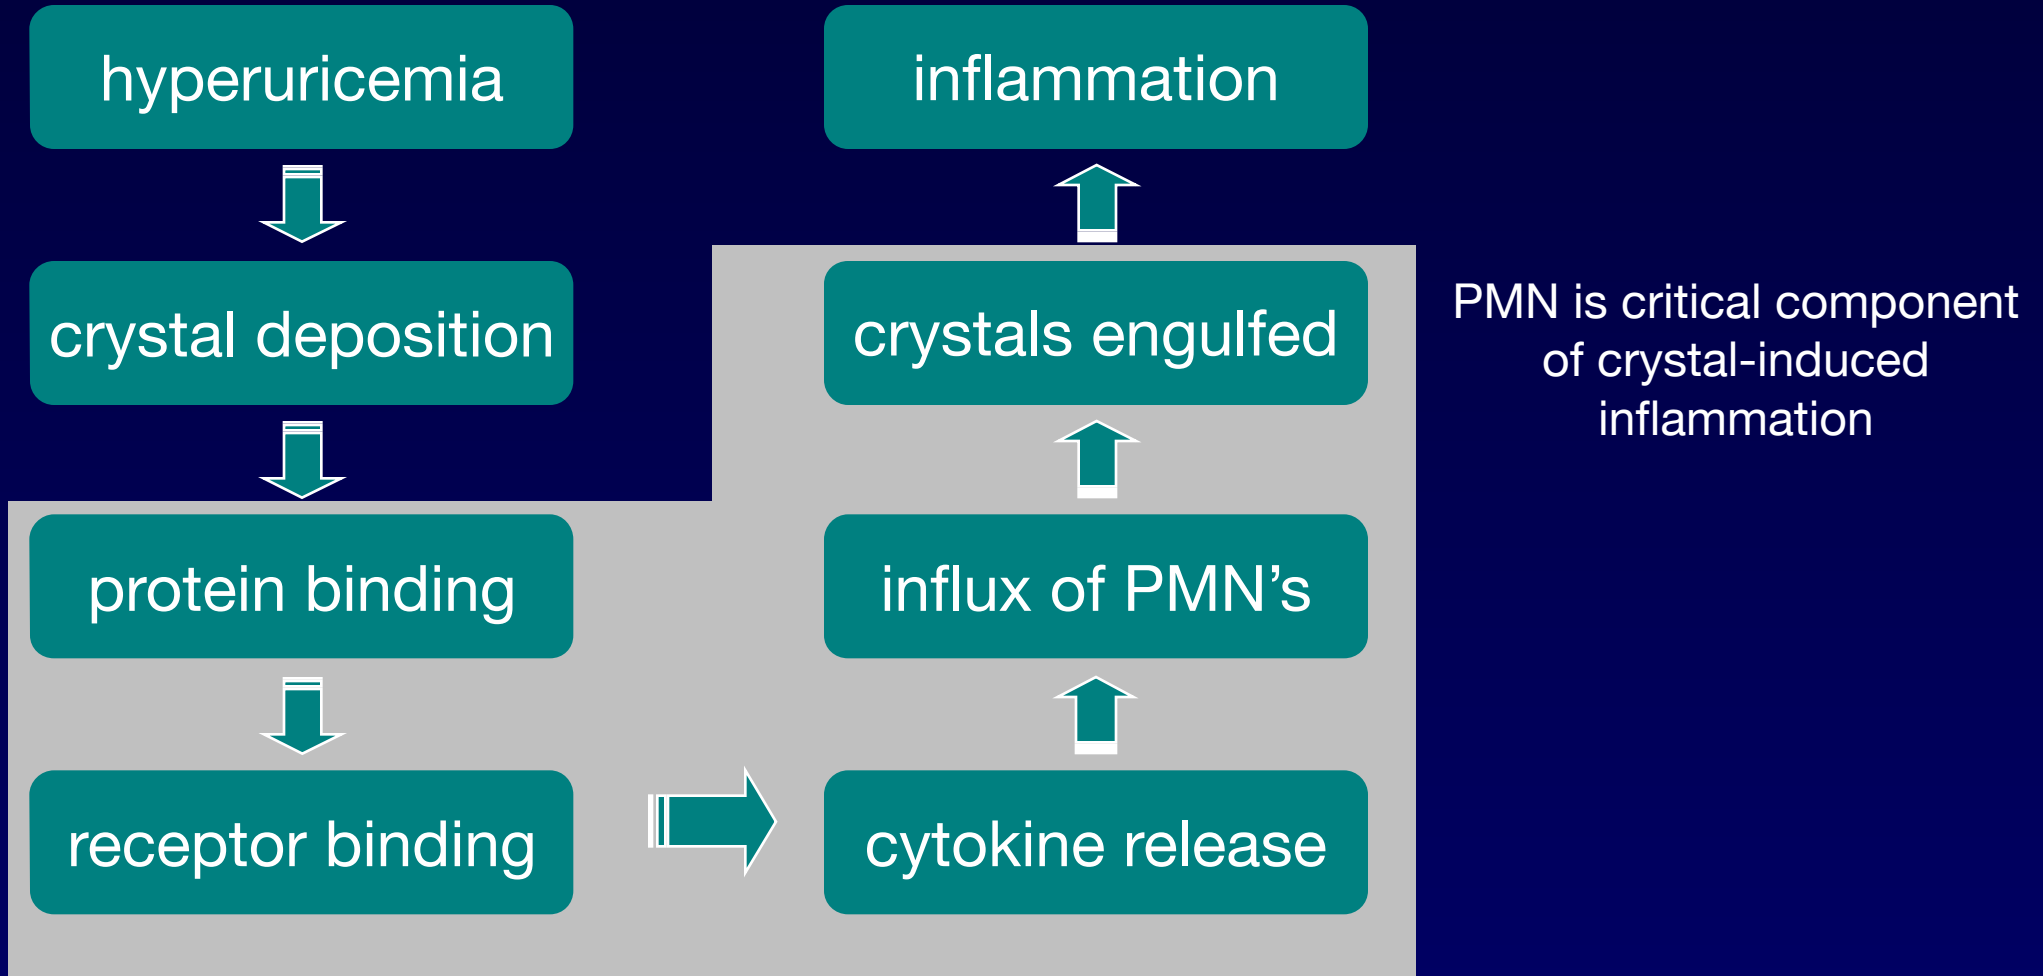 hyperuricemia
crystal deposition
protein binding
receptor binding
cytokine release
influx of PMN’s
crystals engulfed
inflammation
PMN is critical component
of crystal-induced
inflammation